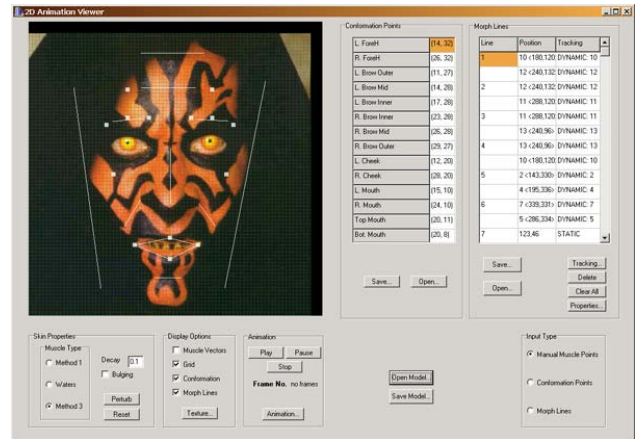 2D Animation Viewer
Conformation Points
L. ForeH (14, 32)
R. ForeH (26, 32)
L. Brow Outer (11, 27)
L. Brow Mid (14, 28)
L. Brow Inner (17, 28)
R. Brow Inner (23, 28)
R. Brow Mid (26, 28)
R. Brow Outer (29, 27)
L. Cheek (12, 20)
R. Cheek (28, 20)
L. Mouth (15, 10)
R. Mouth (24, 10)
Top Mouth (20, 11)
Bot. Mouth (20, 8)
Save... Open...
Morph Lines
Line Position Tracking
1 10 <180,120 DYNAMIC: 10
12 <240,132 DYNAMIC: 12
2 12 <240,132 DYNAMIC: 12
11 <288,120 DYNAMIC: 11
3 11 <288,120 DYNAMIC: 11
13 <240,96> DYNAMIC: 13
4 13 <240,96> DYNAMIC: 13
10 <180,120 DYNAMIC: 10
5 2 <143,330> DYNAMIC: 2
4 <195,336> DYNAMIC: 4
6 7 <339,331> DYNAMIC: 7
5 <286,334> DYNAMIC: 5
7 123,46 STATIC
Save... Tracking...
Delete
Open... Clear All
Properties...
Skin Properties
Muscle Type
Method 1
Waters
Method 3
Decay 0.1
Bulging
Perturb
Reset
Display Options
Muscle Vectors
Grid
Conformation
Morph Lines
Texture...
Animation
Play Pause
Stop
Frame No. no frames
Animation...
Open Model...
Save Model...
Input Type
Manual Muscle Points
Conformation Points
Morph Lines